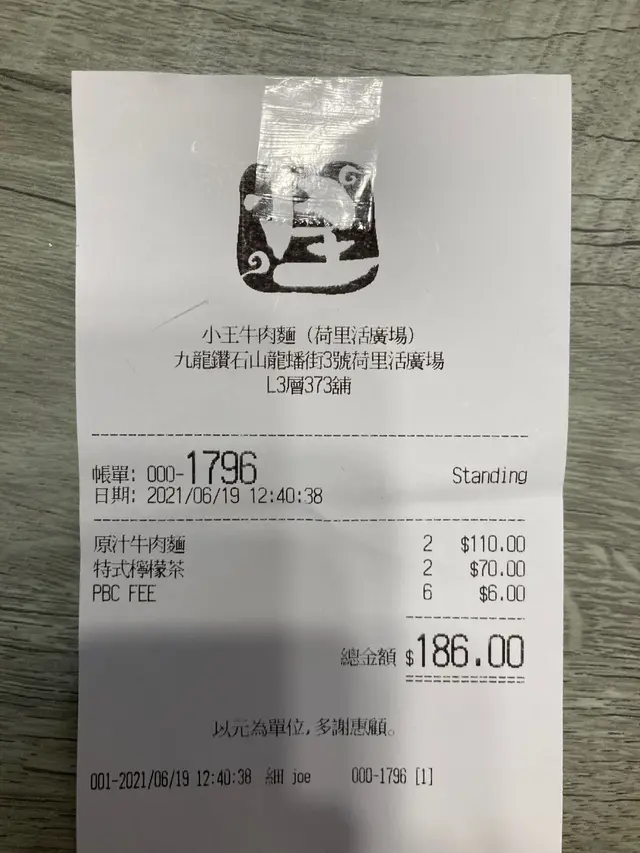 小王牛肉麵 (荷里活廣場)
九龍鑽石山龍蟠街3號荷里活廣場
L3層373舖
帳單: 000-1796 Standing
日期: 2021/06/19 12:40:38
原汁牛肉麵 2 $110.00
特式檸檬茶 2 $70.00
PBC FEE 6 $6.00
總金額 $186.00
以元為單位,多謝惠顧。
001-2021/06/19 12:40:38 細 joe 000-1796 [1]